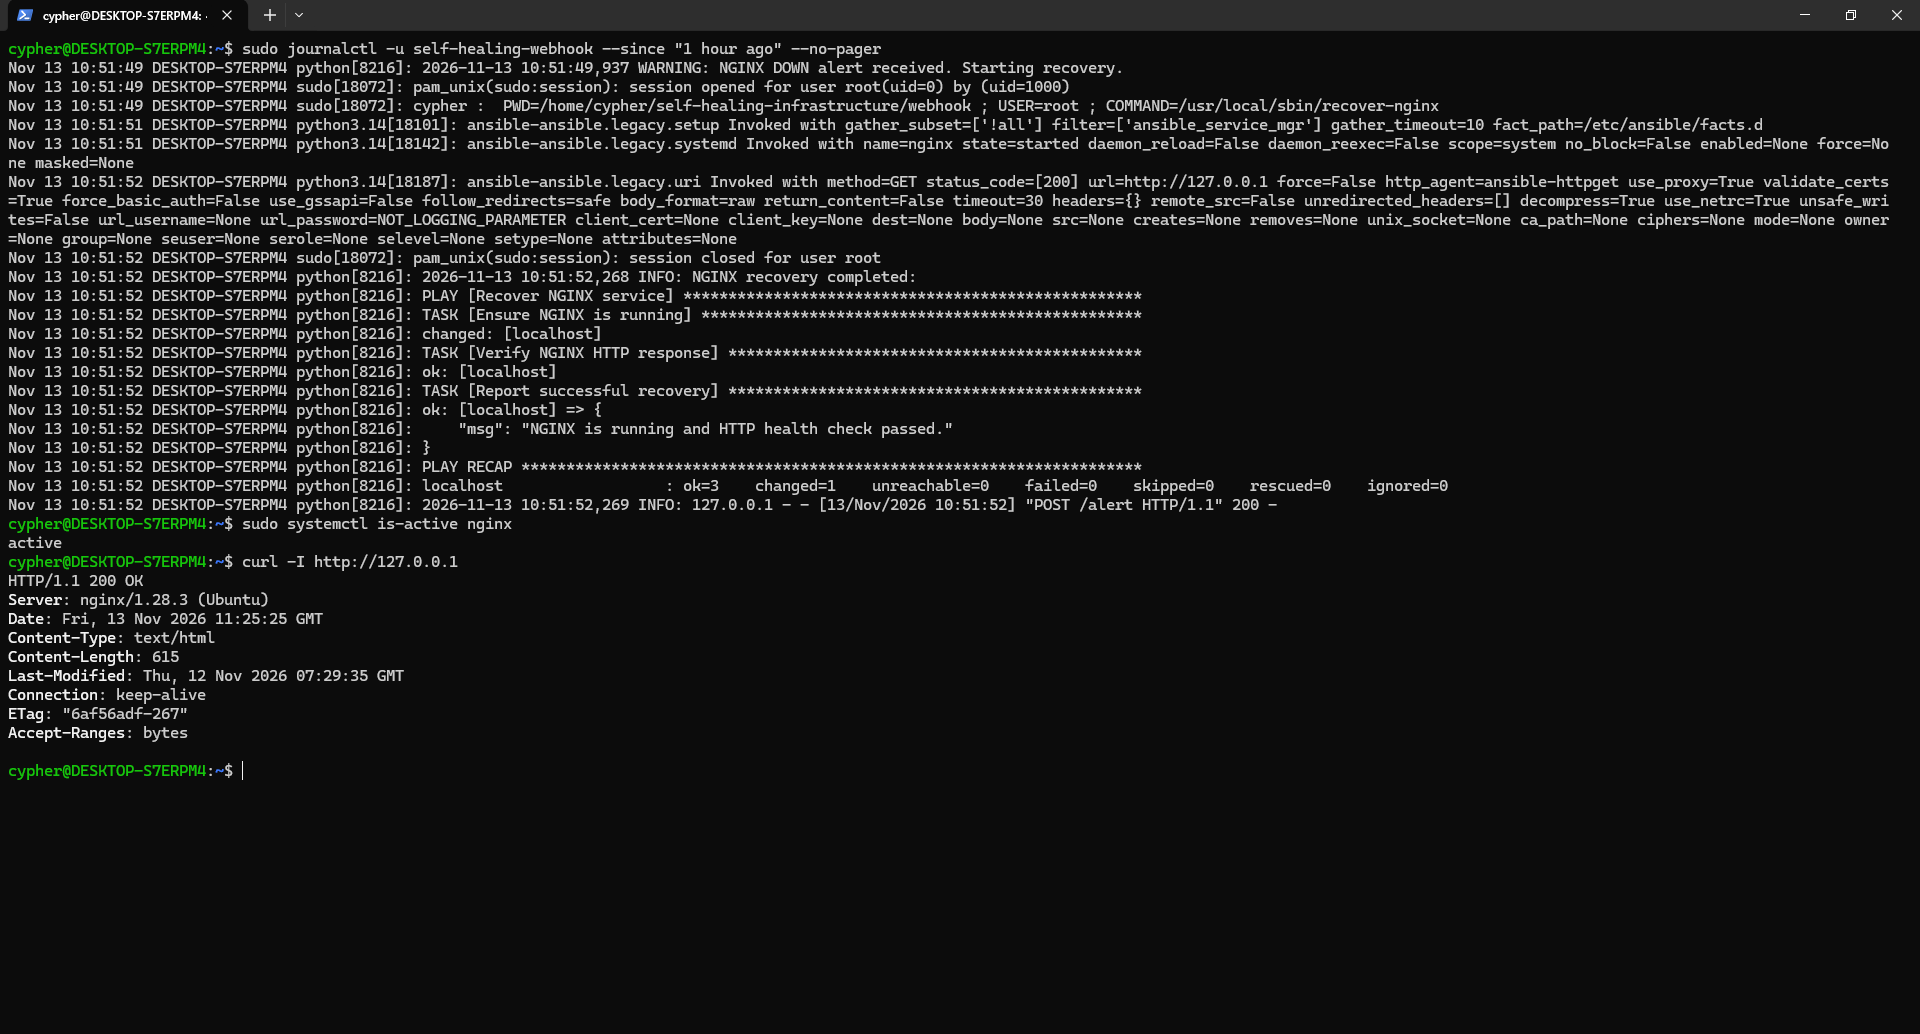 cypher@DESKTOP-S7ERPM4: ·
cypher@DESKTOP-S7ERPM4:~$ sudo journalctl -u self-healing-webhook --since "1 hour ago" --no-pager
Nov 13 10:51:49 DESKTOP-S7ERPM4 python[8216]: 2026-11-13 10:51:49,937 WARNING: NGINX DOWN alert received. Starting recovery.
Nov 13 10:51:49 DESKTOP-S7ERPM4 sudo[18072]: pam_unix(sudo:session): session opened for user root(uid=0) by (uid=1000)
Nov 13 10:51:49 DESKTOP-S7ERPM4 sudo[18072]: cypher :  PWD=/home/cypher/self-healing-infrastructure/webhook ; USER=root ; COMMAND=/usr/local/sbin/recover-nginx
Nov 13 10:51:51 DESKTOP-S7ERPM4 python3.14[18101]: ansible-ansible.legacy.setup Invoked with gather_subset=['!all'] filter=['ansible_service_mgr'] gather_timeout=10 fact_path=/etc/ansible/facts.d
Nov 13 10:51:51 DESKTOP-S7ERPM4 python3.14[18142]: ansible-ansible.legacy.systemd Invoked with name=nginx state=started daemon_reload=False daemon_reexec=False scope=system no_block=False enabled=None force=No
ne masked=None
Nov 13 10:51:52 DESKTOP-S7ERPM4 python3.14[18187]: ansible-ansible.legacy.uri Invoked with method=GET status_code=[200] url=http://127.0.0.1 force=False http_agent=ansible-httpget use_proxy=True validate_certs
=True force_basic_auth=False use_gssapi=False follow_redirects=safe body_format=raw return_content=False timeout=30 headers={} remote_src=False unredirected_headers=[] decompress=True use_netrc=True unsafe_wri
tes=False url_username=None url_password=NOT_LOGGING_PARAMETER client_cert=None client_key=None dest=None body=None src=None creates=None removes=None unix_socket=None ca_path=None ciphers=None mode=None owner
=None group=None seuser=None serole=None selevel=None setype=None attributes=None
Nov 13 10:51:52 DESKTOP-S7ERPM4 sudo[18072]: pam_unix(sudo:session): session closed for user root
Nov 13 10:51:52 DESKTOP-S7ERPM4 python[8216]: 2026-11-13 10:51:52,268 INFO: NGINX recovery completed:
Nov 13 10:51:52 DESKTOP-S7ERPM4 python[8216]: PLAY [Recover NGINX service] ***************************************************
Nov 13 10:51:52 DESKTOP-S7ERPM4 python[8216]: TASK [Ensure NGINX is running] *************************************************
Nov 13 10:51:52 DESKTOP-S7ERPM4 python[8216]: changed: [localhost]
Nov 13 10:51:52 DESKTOP-S7ERPM4 python[8216]: TASK [Verify NGINX HTTP response] **********************************************
Nov 13 10:51:52 DESKTOP-S7ERPM4 python[8216]: ok: [localhost]
Nov 13 10:51:52 DESKTOP-S7ERPM4 python[8216]: TASK [Report successful recovery] **********************************************
Nov 13 10:51:52 DESKTOP-S7ERPM4 python[8216]: ok: [localhost] => {
Nov 13 10:51:52 DESKTOP-S7ERPM4 python[8216]:     "msg": "NGINX is running and HTTP health check passed."
Nov 13 10:51:52 DESKTOP-S7ERPM4 python[8216]: }
Nov 13 10:51:52 DESKTOP-S7ERPM4 python[8216]: PLAY RECAP *********************************************************************
Nov 13 10:51:52 DESKTOP-S7ERPM4 python[8216]: localhost                  : ok=3    changed=1    unreachable=0    failed=0    skipped=0    rescued=0    ignored=0
Nov 13 10:51:52 DESKTOP-S7ERPM4 python[8216]: 2026-11-13 10:51:52,269 INFO: 127.0.0.1 - - [13/Nov/2026 10:51:52] "POST /alert HTTP/1.1" 200 -
cypher@DESKTOP-S7ERPM4:~$ sudo systemctl is-active nginx
active
cypher@DESKTOP-S7ERPM4:~$ curl -I http://127.0.0.1
HTTP/1.1 200 OK
Server: nginx/1.28.3 (Ubuntu)
Date: Fri, 13 Nov 2026 11:25:25 GMT
Content-Type: text/html
Content-Length: 615
Last-Modified: Thu, 12 Nov 2026 07:29:35 GMT
Connection: keep-alive
ETag: "6af56adf-267"
Accept-Ranges: bytes
cypher@DESKTOP-S7ERPM4:~$